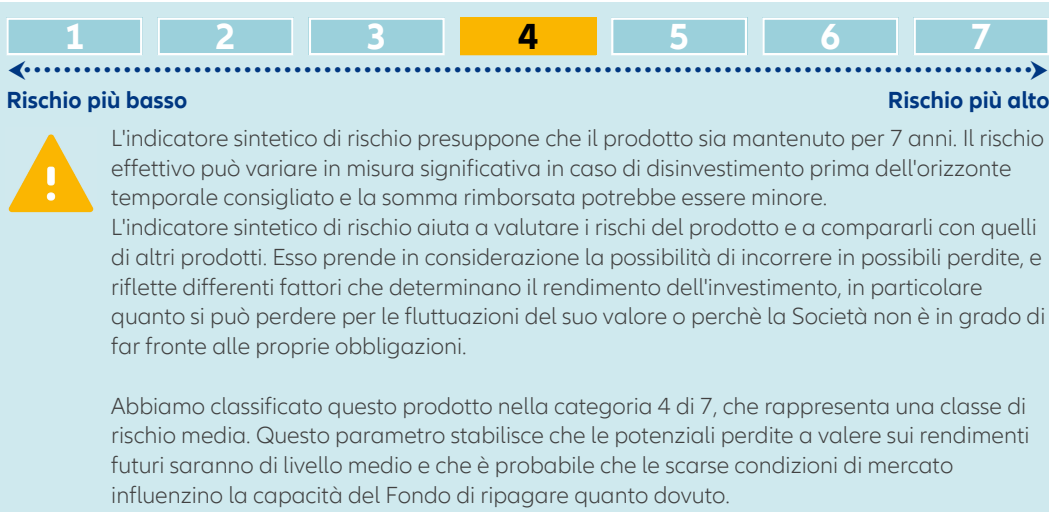 1 2 3 4 5 6 7
Rischio più basso Rischio più alto
L'indicatore sintetico di rischio presuppone che il prodotto sia mantenuto per 7 anni. Il rischio
effettivo può variare in misura significativa in caso di disinvestimento prima dell'orizzonte
temporale consigliato e la somma rimborsata potrebbe essere minore.
L'indicatore sintetico di rischio aiuta a valutare i rischi del prodotto e a compararli con quelli
di altri prodotti. Esso prende in considerazione la possibilità di incorrere in possibili perdite, e
riflette differenti fattori che determinano il rendimento dell'investimento, in particolare
quanto si può perdere per le fluttuazioni del suo valore o perchè la Società non è in grado di
far fronte alle proprie obbligazioni.
Abbiamo classificato questo prodotto nella categoria 4 di 7, che rappresenta una classe di
rischio media. Questo parametro stabilisce che le potenziali perdite a valere sui rendimenti
futuri saranno di livello medio e che è probabile che le scarse condizioni di mercato
influenzino la capacità del Fondo di ripagare quanto dovuto.